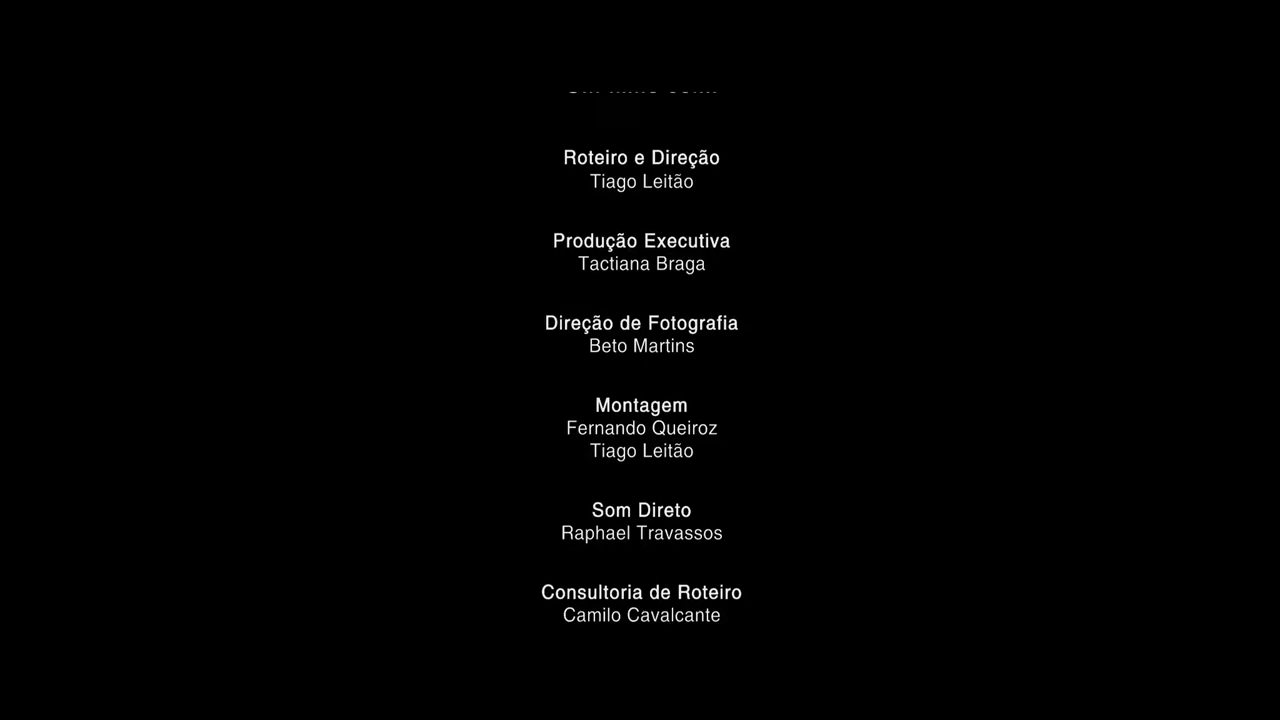 Roteiro e Direção
Tiago Leitão
Produção Executiva
Tactiana Braga
Direção de Fotografia
Beto Martins
Montagem
Fernando Queiroz
Tiago Leitão
Som Direto
Raphael Travassos
Consultoria de Roteiro
Camilo Cavalcante